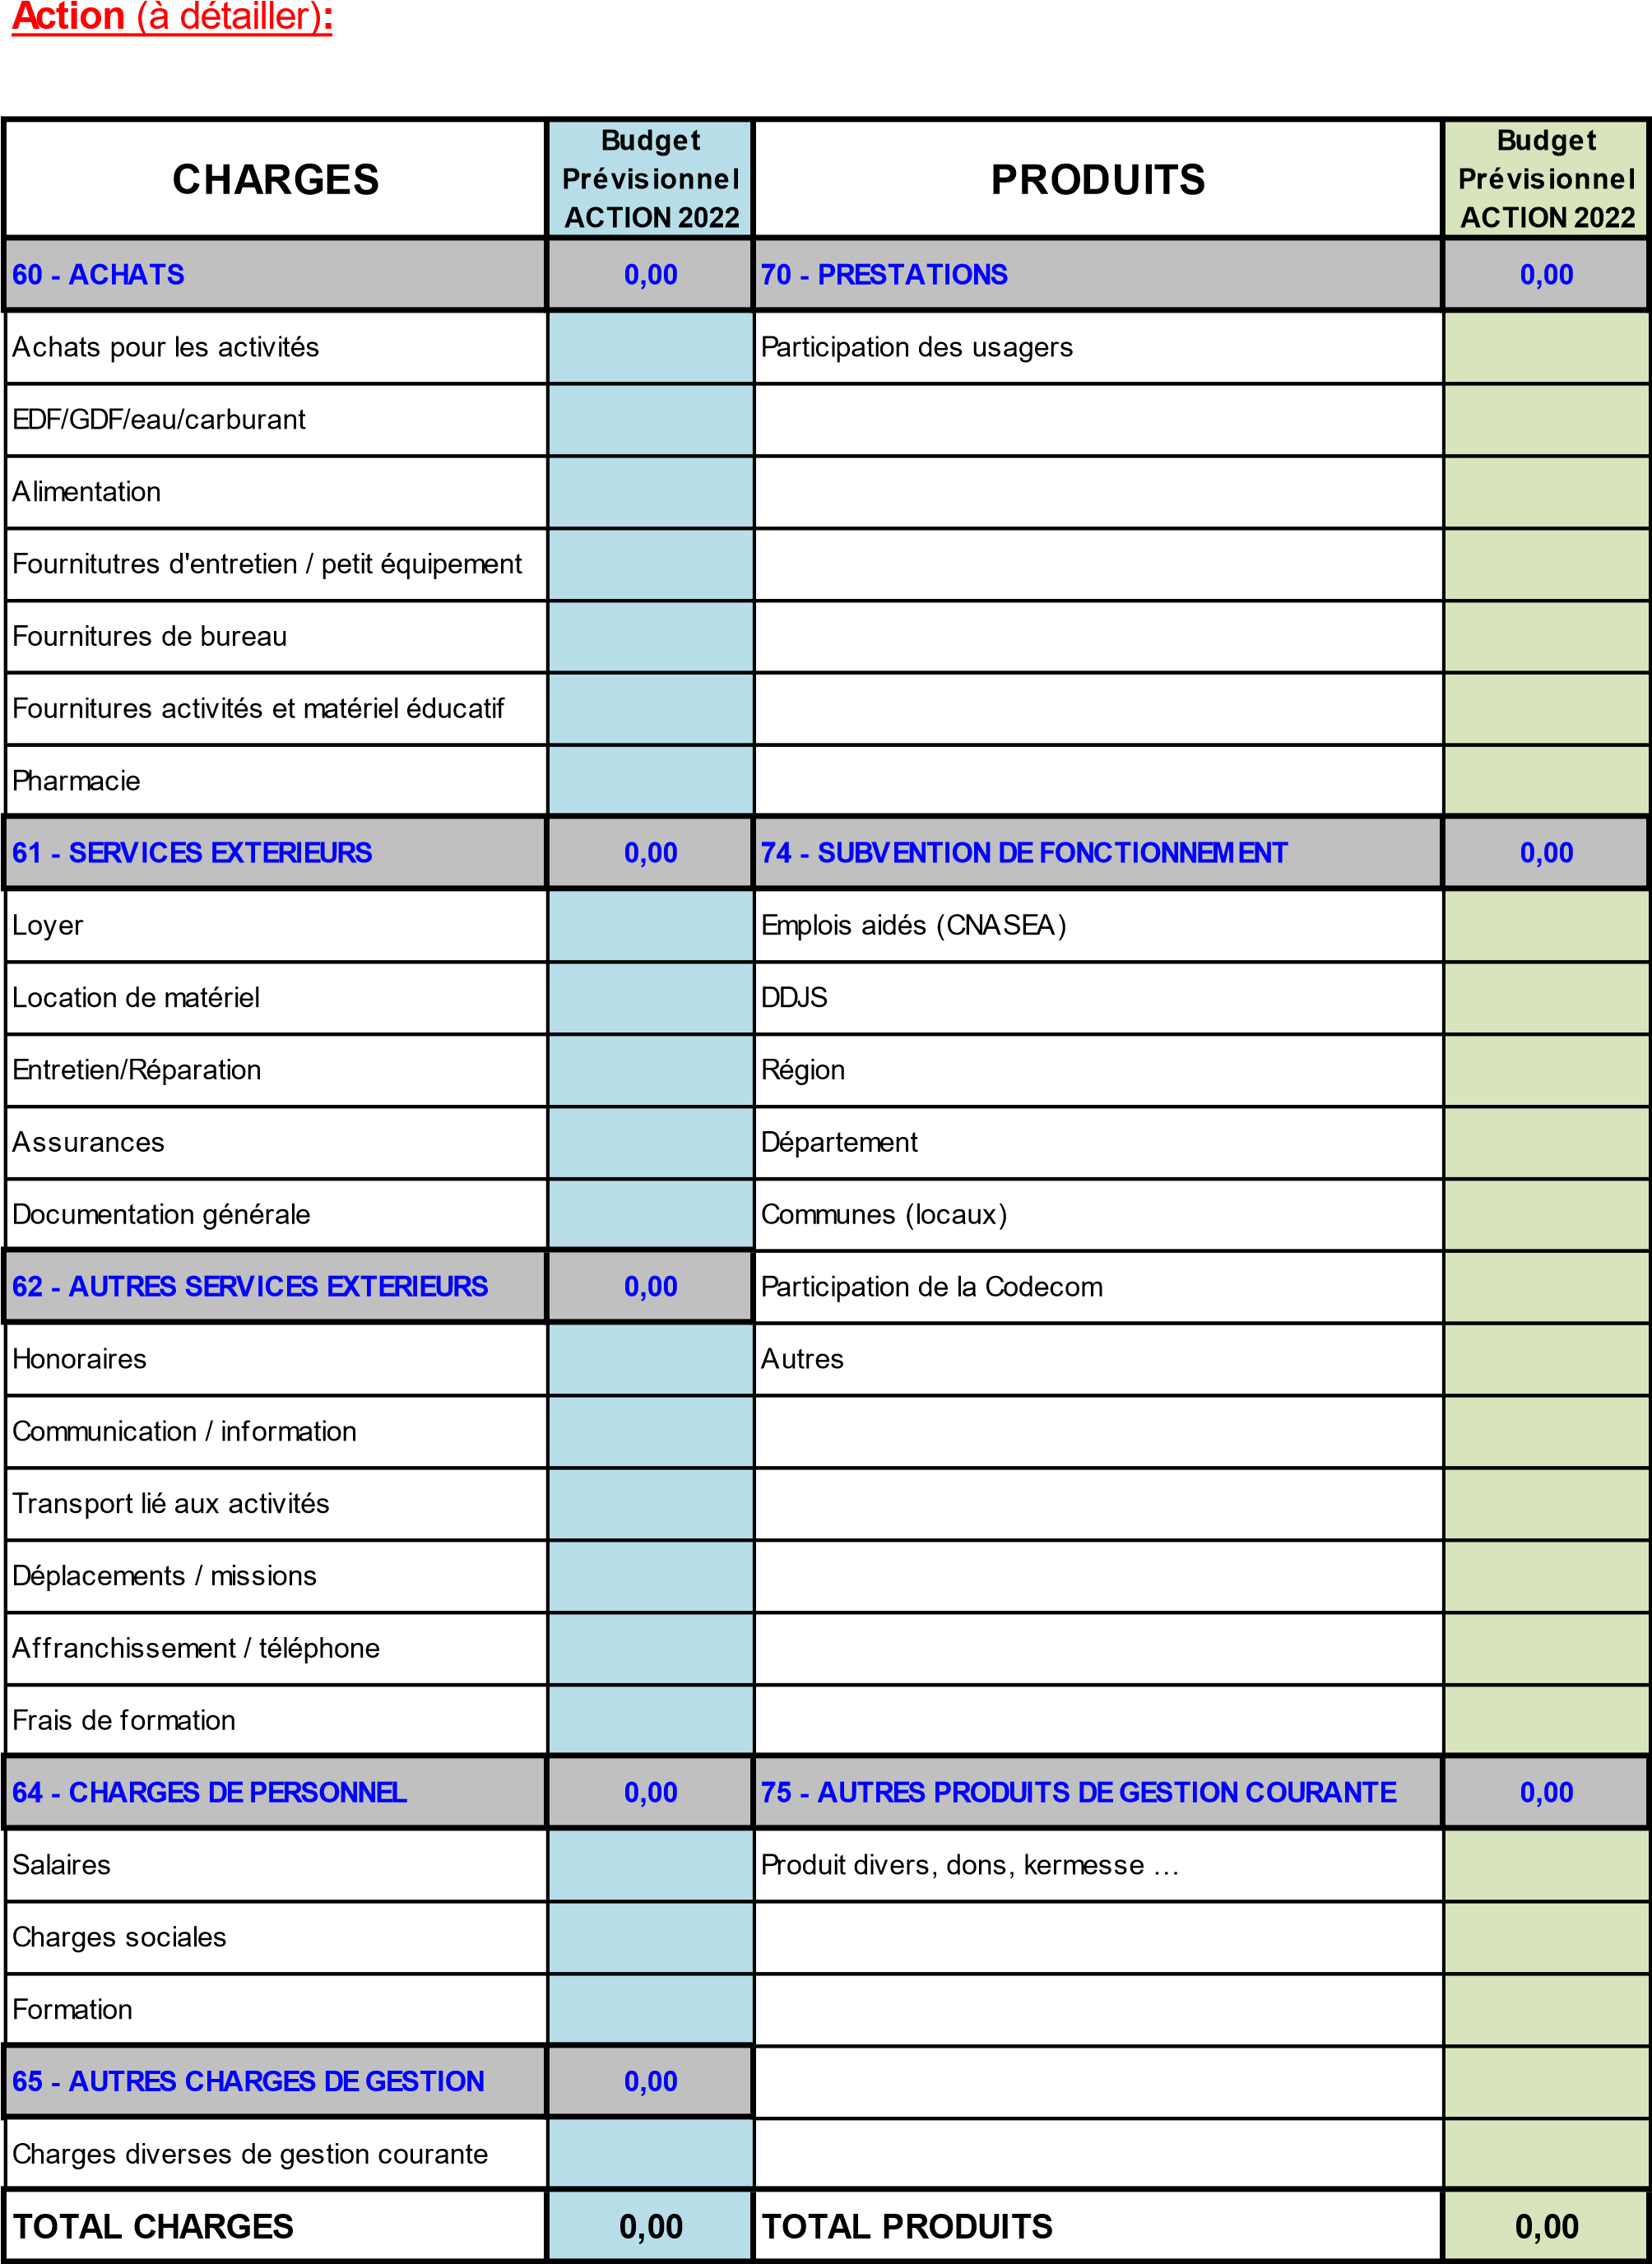 Action (à détailler):
CHARGES
Budget
Prévisionnel
ACTION 2022
PRODUITS
Budget
Prévisionnel
ACTION 2022
60 - ACHATS 0,00 70 - PRESTATIONS 0,00
Achats pour les activités Participation des usagers
EDF/GDF/eau/carburant
Alimentation
Fournitutres d'entretien / petit équipement
Fournitures de bureau
Fournitures activités et matériel éducatif
Pharmacie
61 - SERVICES EXTERIEURS 0,00 74 - SUBVENTION DE FONCTIONNEMENT 0,00
Loyer Emplois aidés (CNASEA)
Location de matériel DDJS
Entretien/Réparation Région
Assurances Département
Documentation générale Communes (locaux)
62 - AUTRES SERVICES EXTERIEURS 0,00 Participation de la Codecom
Honoraires Autres
Communication / information
Transport lié aux activités
Déplacements / missions
Affranchissement / téléphone
Frais de formation
64 - CHARGES DE PERSONNEL 0,00 75 - AUTRES PRODUITS DE GESTION COURANTE 0,00
Salaires Produit divers, dons, kermesse …
Charges sociales
Formation
65 - AUTRES CHARGES DE GESTION 0,00
Charges diverses de gestion courante
TOTAL CHARGES 0,00 TOTAL PRODUITS 0,00